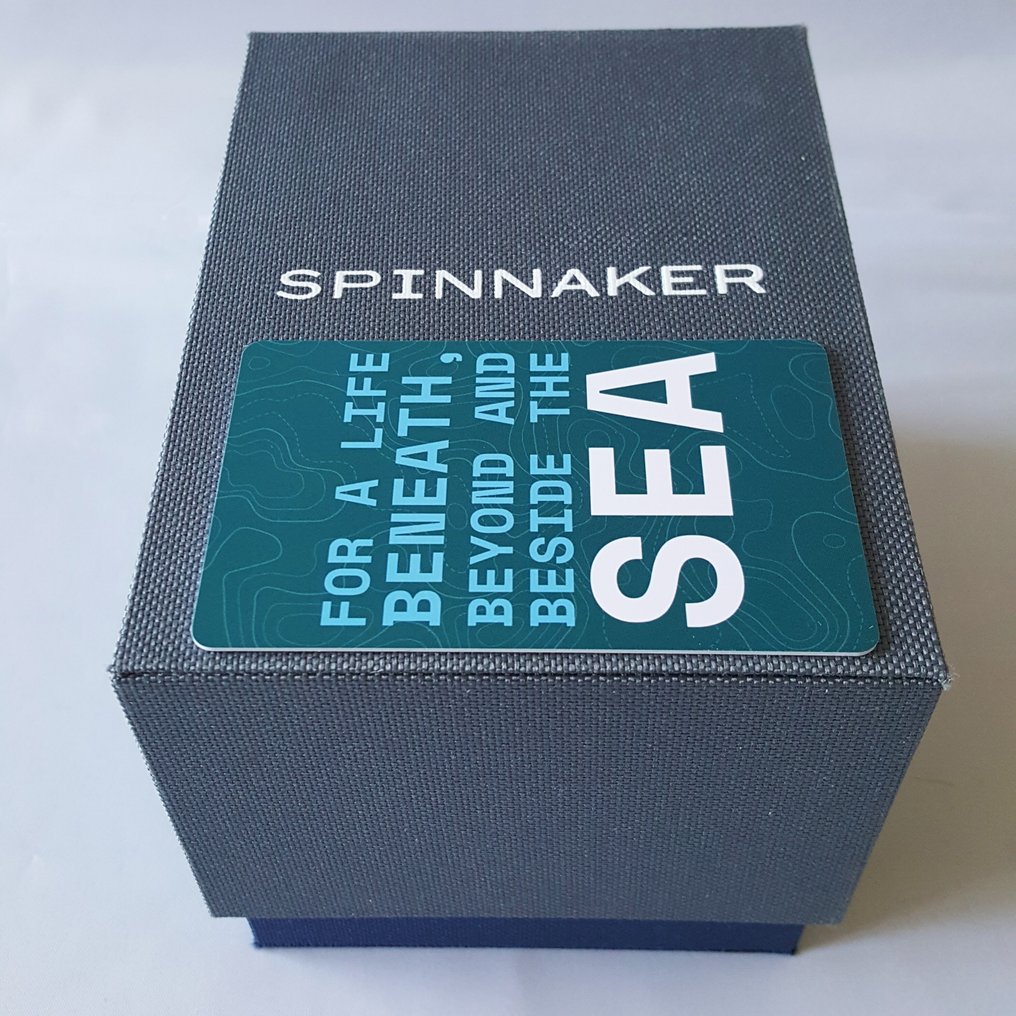 SPINNAKER
FOR A LIFE
BENEATH,
BEYOND AND
BESIDE THE
SEA